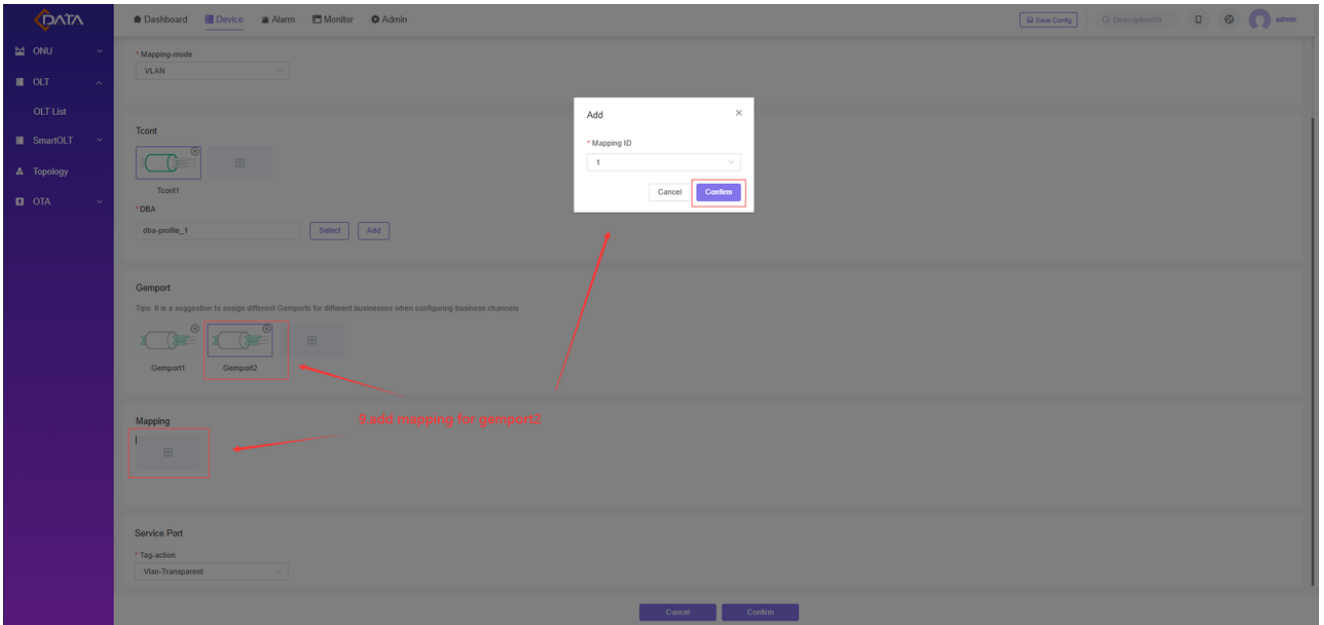 DATA
Dashboard Device Alarm Monitor Admin Save Config Description/Sf admin
ONU
OLT
OLT List
SmartOLT
Topology
OTA
* Mapping-mode
VLAN
Tcont
Tcont1
* DBA
dba-profile_1 Select Add
Gemport
Tips: It is a suggestion to assign different Gemports for different businesses when configuring business channels
Gemport1 Gemport2
9.add mapping for gemport2
Mapping
Service Port
* Tag-action
Vlan-Transparent
Cancel Confirm
Add
* Mapping ID
1
Cancel Confirm